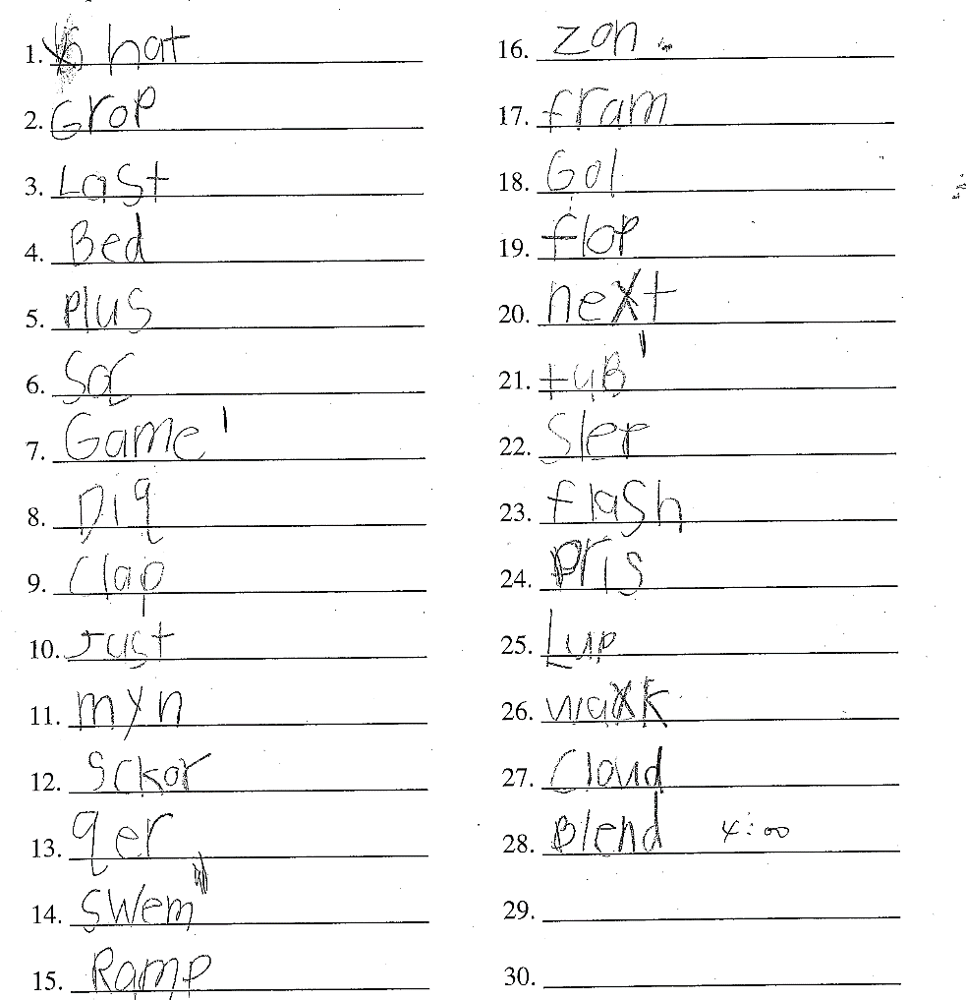 1. hat
2. Grop
3. Last
4. Bed
5. Plus
6. Soc
7. Game
8. Dig
9. Clap
10. Just
11. myn
12. Sckor
13. ger
14. swem
15. Ramp
16. zon
17. fram
18. Gol
19. flop
20. next
21. tuB
22. Slep
23. flash
24. pris
25. Lup
26. waxk
27. Cloud
28. Blend 4:00
29.
30.